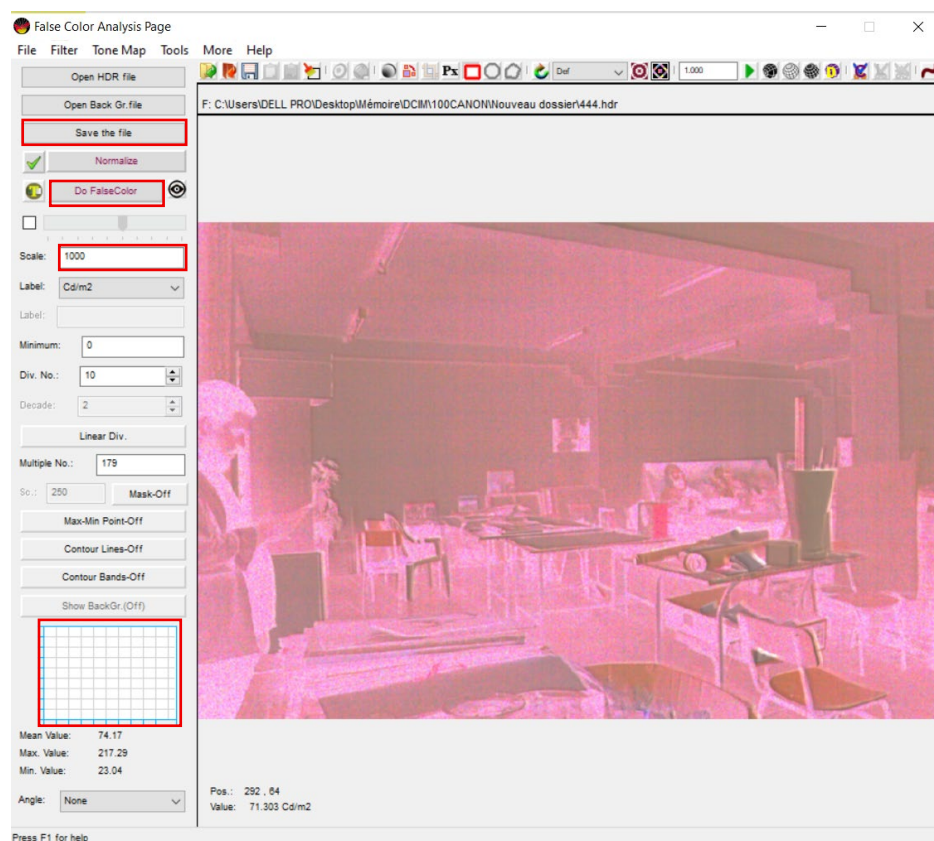 False Color Analysis Page
File Filter Tone Map Tools More Help
Open HDR file
Px
Def
1.000
Open Back Gr.file
F: C:\Users\DELL PRO\Desktop\Mémoire\DCIM\100CANON\Nouveau dossier\444.hdr
Save the file
Normalize
Do FalseColor
Scale: 1000
Label: Cd/m2
Label:
Minimum: 0
Div. No.: 10
Decade: 2
Linear Div.
Multiple No.: 179
Sc.: 250 Mask-Off
Max-Min Point-Off
Contour Lines-Off
Contour Bands-Off
Show BackGr.(Off)
Mean Value: 74.17
Max. Value: 217.29
Min. Value: 23.04
Angle: None
Pos.: 292 , 64
Value: 71.303 Cd/m2
Press F1 for help